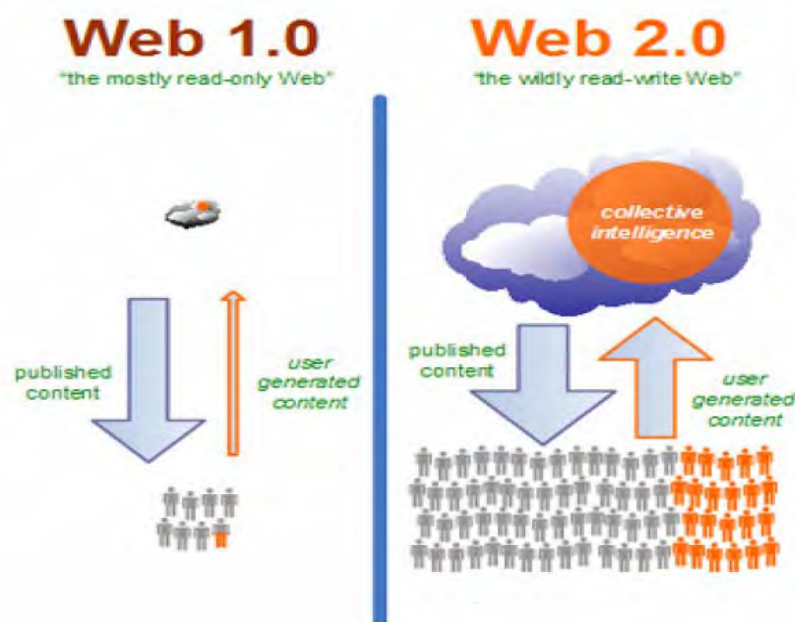 Web 1.0
"the mostly read-only Web"
published
content
user
generated
content
Web 2.0
"the wildly read-write Web"
collective
intelligence
published
content
user
generated
content